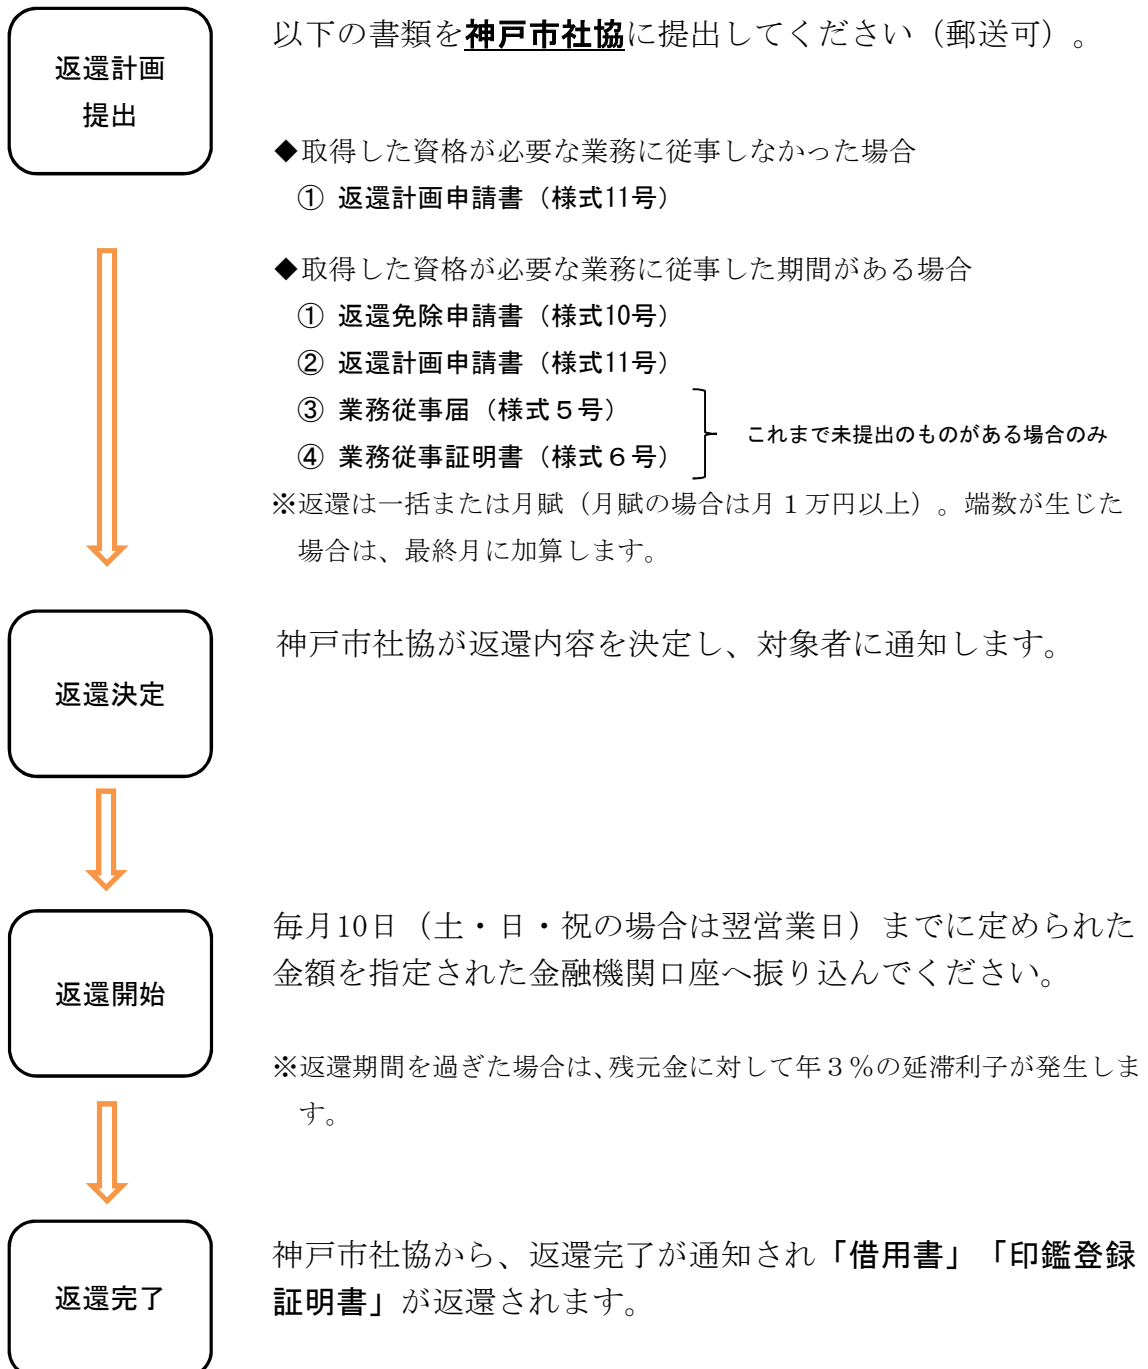 返還計画
提出
以下の書類を神戸市社協に提出してください（郵送可）。
◆取得した資格が必要な業務に従事しなかった場合
① 返還計画申請書（様式11号）
◆取得した資格が必要な業務に従事した期間がある場合
① 返還免除申請書（様式10号）
② 返還計画申請書（様式11号）
③ 業務従事届（様式５号）
④ 業務従事証明書（様式６号）
これまで未提出のものがある場合のみ
※返還は一括または月賦（月賦の場合は月１万円以上）。端数が生じた
場合は、最終月に加算します。
返還決定
神戸市社協が返還内容を決定し、対象者に通知します。
返還開始
毎月10日（土・日・祝の場合は翌営業日）までに定められた
金額を指定された金融機関口座へ振り込んでください。
※返還期間を過ぎた場合は、残元金に対して年３％の延滞利子が発生しま
す。
返還完了
神戸市社協から、返還完了が通知され「借用書」「印鑑登録
証明書」が返還されます。